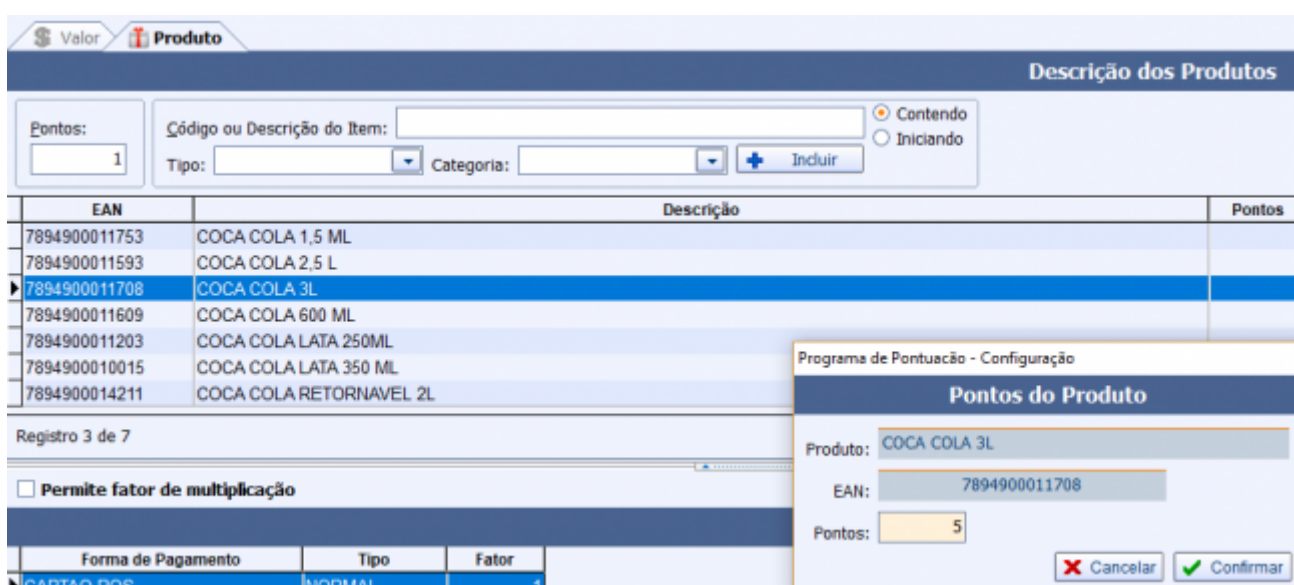 Valor Produto
Descrição dos Produtos
Pontos:
1
Código ou Descrição do Item:
Contendo
Iniciando
Tipo: Categoria: Incluir
EAN Descrição Pontos
7894900011753 COCA COLA 1,5 ML
7894900011593 COCA COLA 2,5 L
7894900011708 COCA COLA 3L
7894900011609 COCA COLA 600 ML
7894900011203 COCA COLA LATA 250ML
7894900010015 COCA COLA LATA 350 ML
7894900014211 COCA COLA RETORNAVEL 2L
Registro 3 de 7
Permite fator de multiplicação
Forma de Pagamento Tipo Fator
CARTAO POS NORMAL 1
Programa de Pontuacão - Configuração
Pontos do Produto
Produto: COCA COLA 3L
EAN: 7894900011708
Pontos: 5
Cancelar Confirmar